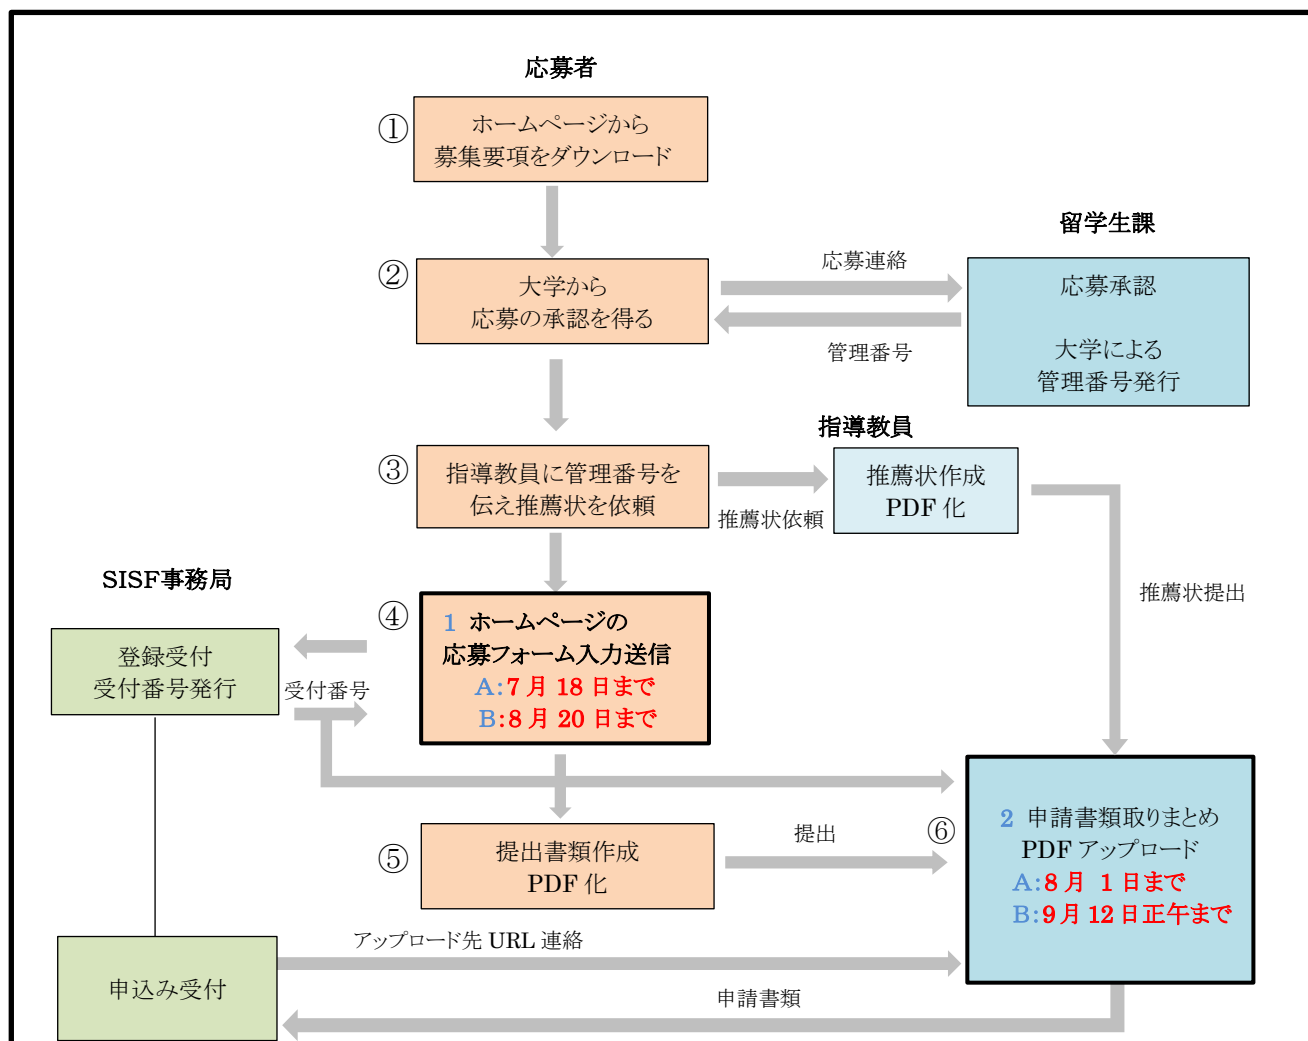 応募者
①
ホームページから
募集要項をダウンロード
留学生課
②
大学から
応募の承認を得る
応募連絡
管理番号
応募承認
大学による
管理番号発行
指導教員
③
指導教員に管理番号を
伝え推薦状を依頼
推薦状依頼
推薦状作成
PDF 化
推薦状提出
SISF事務局
④
1 ホームページの
応募フォーム入力送信
A:7 月 18 日まで
B:8 月 20 日まで
登録受付
受付番号発行
受付番号
⑤
提出書類作成
PDF 化
提出
⑥
2 申請書類取りまとめ
PDF アップロード
A:8 月 1 日まで
B:9 月 12 日正午まで
アップロード先 URL 連絡
申込み受付
申請書類